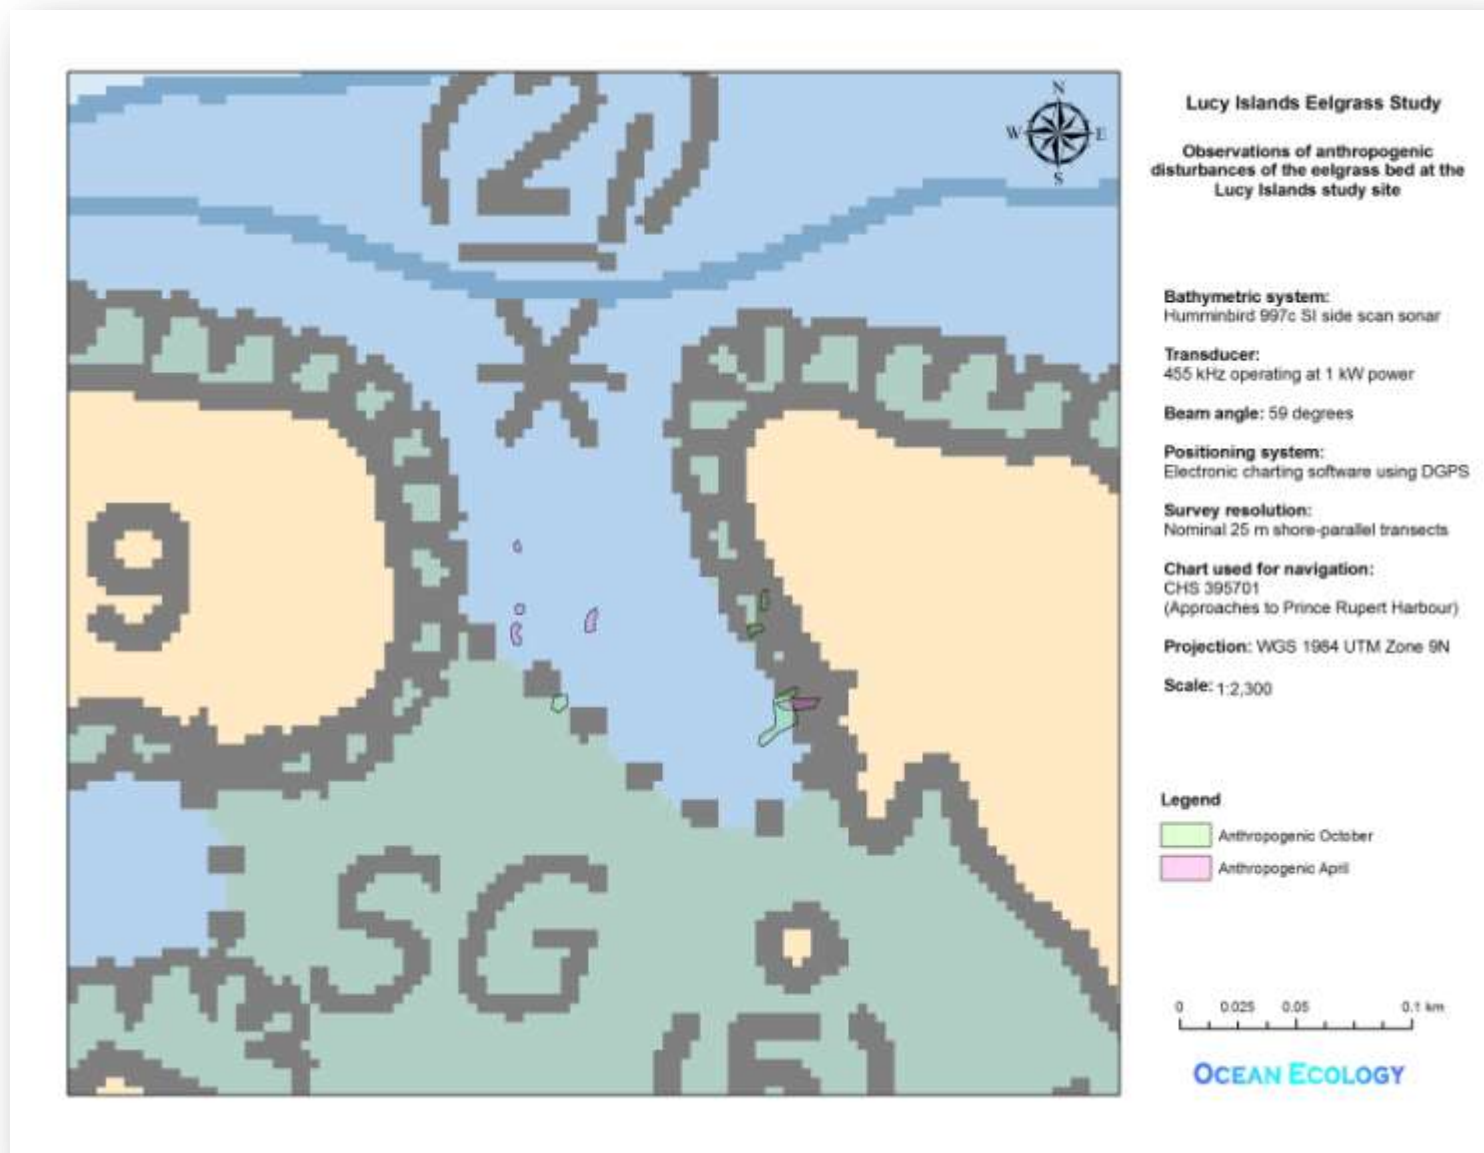 (2)
N
W E
S
9
SG
(5)
Lucy Islands Eelgrass Study
Observations of anthropogenic
disturbances of the eelgrass bed at the
Lucy Islands study site
Bathymetric system:
Humminbird 997c SI side scan sonar
Transducer:
455 kHz operating at 1 kW power
Beam angle: 59 degrees
Positioning system:
Electronic charting software using DGPS
Survey resolution:
Nominal 25 m shore-parallel transects
Chart used for navigation:
CHS 395701
(Approaches to Prince Rupert Harbour)
Projection: WGS 1984 UTM Zone 9N
Scale: 1:2,300
Legend
Anthropogenic October
Anthropogenic April
0 0.025 0.05 0.1 km
OCEAN ECOLOGY